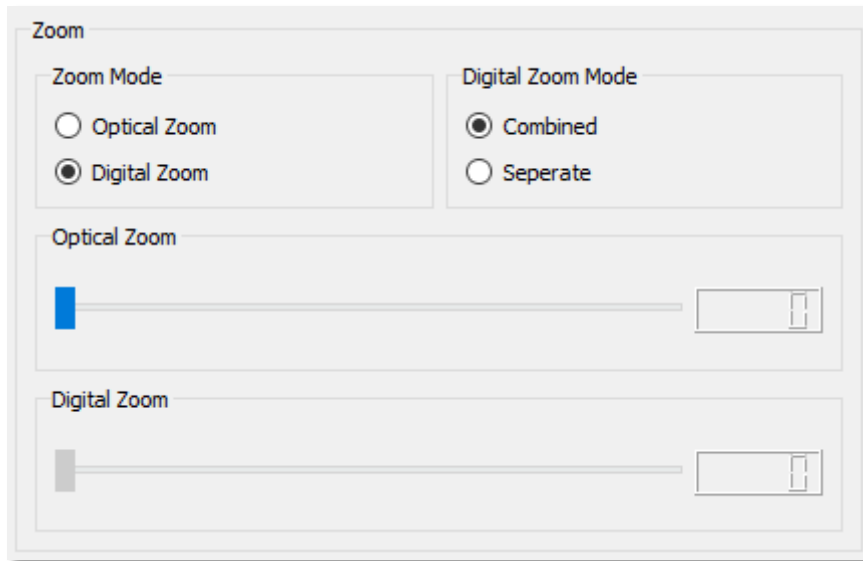 Zoom
Zoom Mode
Optical Zoom
Digital Zoom
Digital Zoom Mode
Combined
Seperate
Optical Zoom
0
Digital Zoom
0